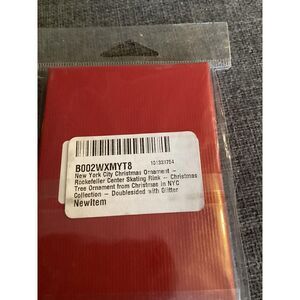 B002WXMYT8
101331754
New York City Christmas Ornament -
Rockefeller Center Skating Rink - Christmas
Tree Ornament from Christmas in NYC
Collection - Doublesided with Glitter
NewItem